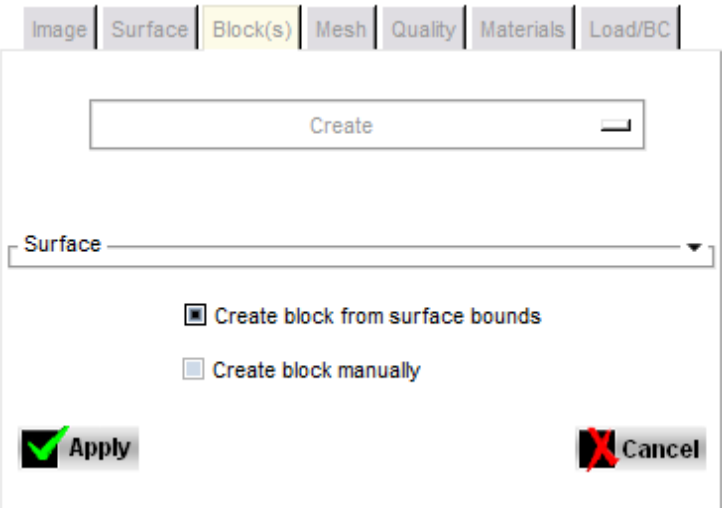 Image Surface Block(s) Mesh Quality Materials Load/BC
Create
Surface
Create block from surface bounds
Create block manually
Apply Cancel